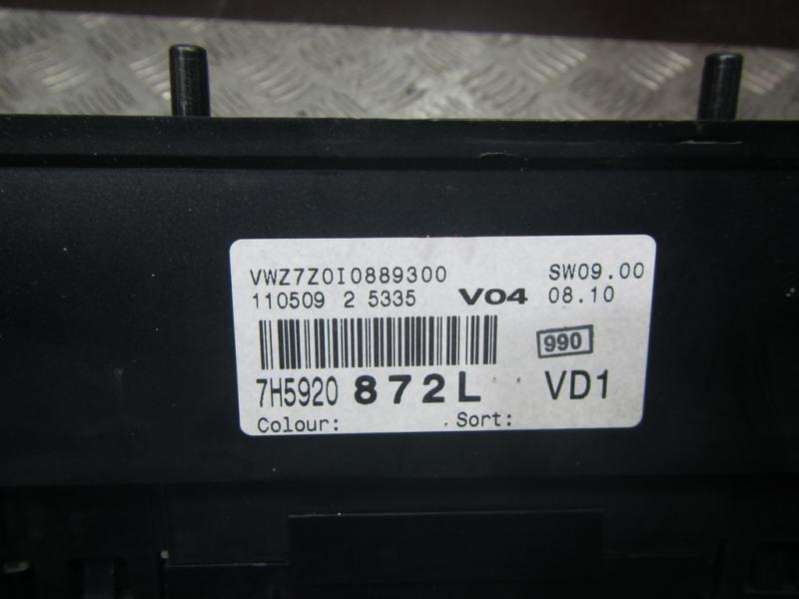 VWZ7Z0I0889300 SW09.00
110509 2 5335 V04 08.10
990
7H5920 872L VD1
Colour: Sort: